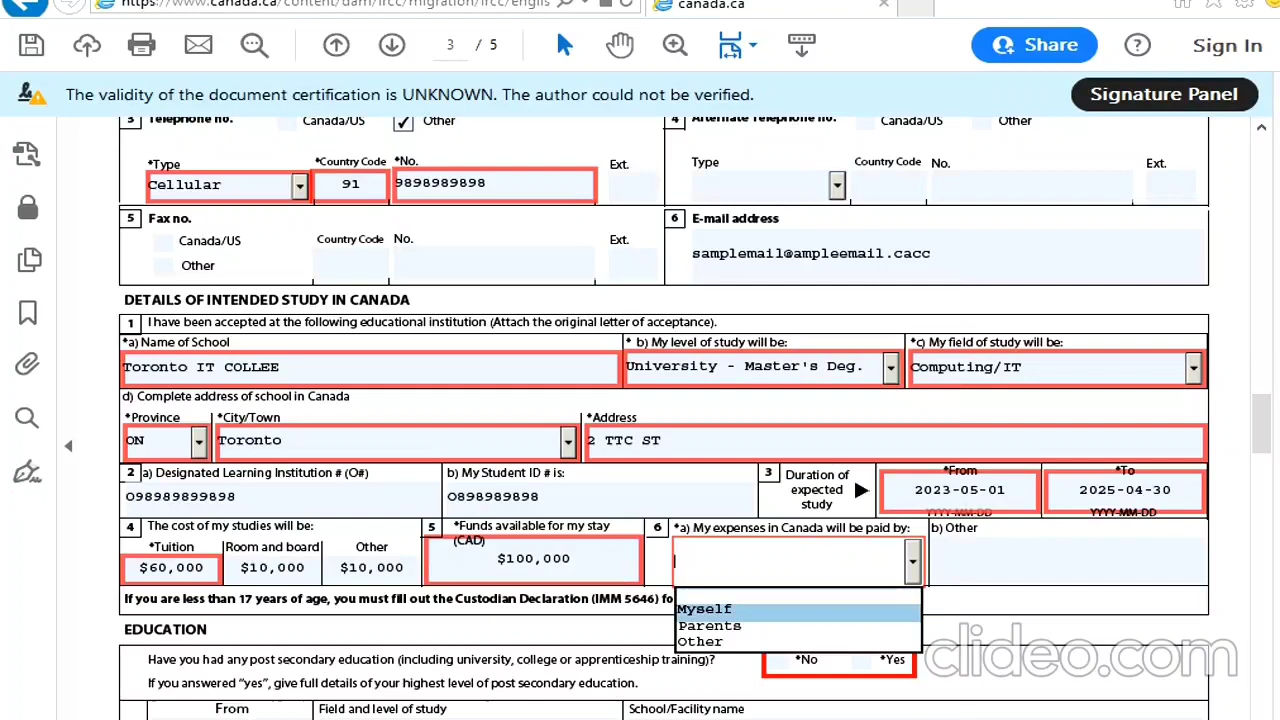 https://www.canada.ca/content/dam/ircc/migration/ircc/englis
canada.ca
3 / 5
Share
Sign In
The validity of the document certification is UNKNOWN. The author could not be verified.
Signature Panel
3 Telephone no. Canada/US Other
4 Alternate Telephone no. Canada/US Other
*Type *Country Code *No. Ext.
Type Country Code No. Ext.
Cellular 91 9898989898
5 Fax no.
6 E-mail address
Canada/US Country Code No. Ext.
Other
samplemail@ampleemail.cacc
DETAILS OF INTENDED STUDY IN CANADA
1 I have been accepted at the following educational institution (Attach the original letter of acceptance).
*a) Name of School * b) My level of study will be: *c) My field of study will be:
Toronto IT COLLEE University - Master's Deg. Computing/IT
d) Complete address of school in Canada
*Province *City/Town *Address
ON Toronto 2 TTC ST
2 a) Designated Learning Institution # (O#) b) My Student ID # is: 3 Duration of expected study *From *To
O98989899898 O898989898 2023-05-01 2025-04-30
YYYY-MM-DD YYYY-MM-DD
4 The cost of my studies will be: 5 *Funds available for my stay (CAD) 6 *a) My expenses in Canada will be paid by: b) Other
*Tuition Room and board Other
$60,000 $10,000 $10,000 $100,000
Myself
Parents
Other
If you are less than 17 years of age, you must fill out the Custodian Declaration (IMM 5646) fo
EDUCATION
Have you had any post secondary education (including university, college or apprenticeship training)? *No *Yes
If you answered “yes”, give full details of your highest level of post secondary education.
From Field and level of study School/Facility name
clideo.com